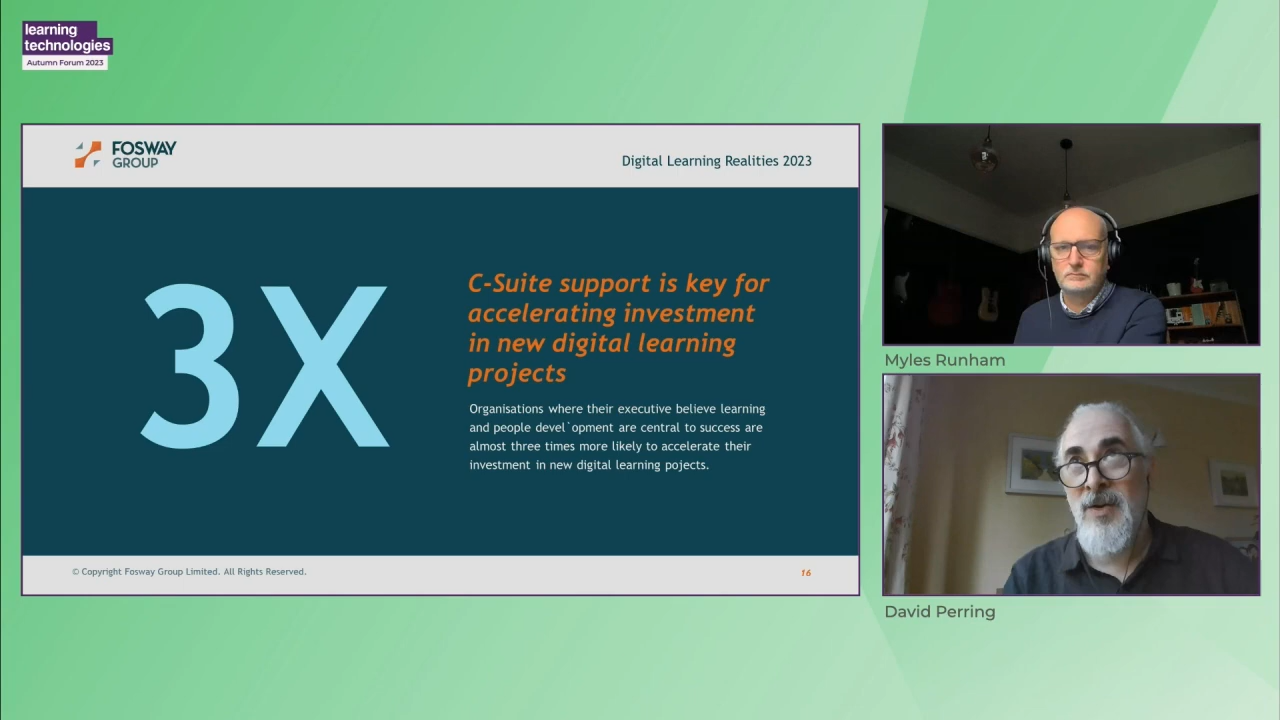 learning
technologies
Autumn Forum 2023
FOSWAY
GROUP
Digital Learning Realities 2023
3X
C-Suite support is key for
accelerating investment
in new digital learning
projects
Organisations where their executive believe learning
and people devel`opment are central to success are
almost three times more likely to accelerate their
investment in new digital learning pojects.
© Copyright Fosway Group Limited. All Rights Reserved.
16
Myles Runham
David Perring